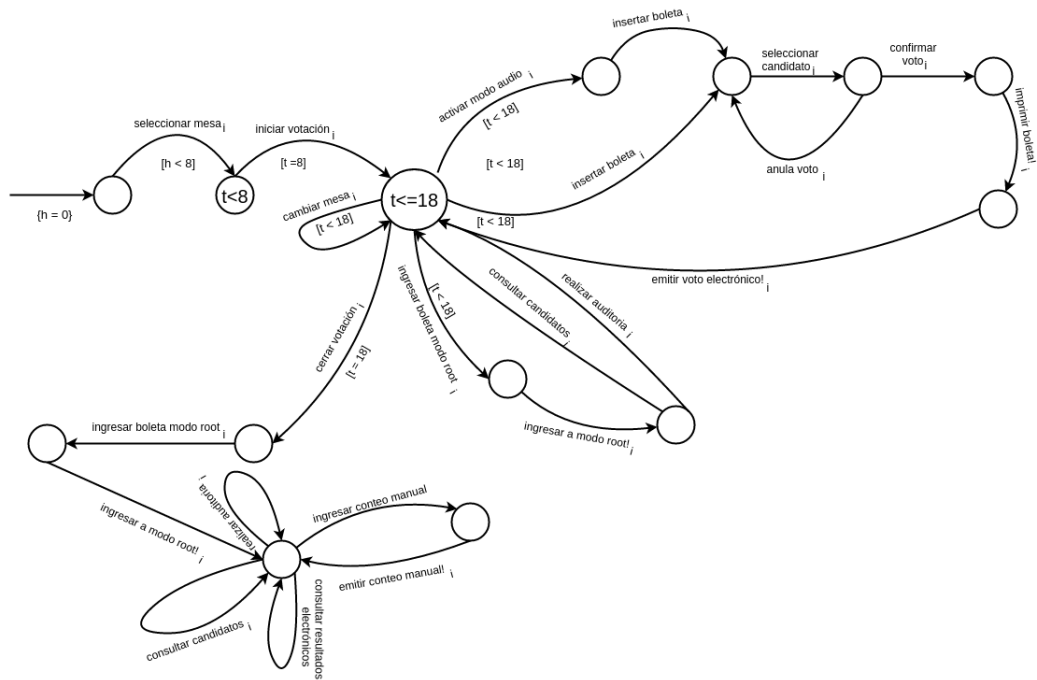 insertar boleta i
seleccionar
candidato i
confirmar
voto i
activar modo audio i
[t < 18]
imprimir boleta! i
seleccionar mesa i
iniciar votación i
[h < 8]
[t =8]
[t < 18]
insertar boleta i
anula voto i
{h = 0}
t<8
t<=18
cambiar mesa i
[t < 18]
[t < 18]
emitir voto electrónico! i
consultar candidatos i
realizar auditoria i
ingresar boleta modo root i
[t < 18]
cerrar votación i
[t = 18]
ingresar a modo root! i
ingresar boleta modo root i
realizar auditoria i
ingresar conteo manual
ingresar a modo root! i
emitir conteo manual! i
consultar candidatos i
consultar resultados
electrónicos